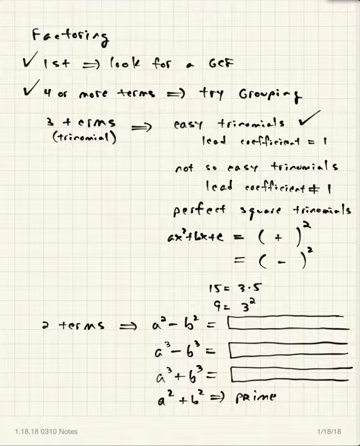 Factoring
✓ 1st ⇒ look for a GCF
✓ 4 or more terms ⇒ try Grouping
3 terms ⇒ easy trinomials ✓
(trinomial) lead coefficient = 1
not so easy trinomials
lead coefficient ≠ 1
perfect square trinomials
ax²+bx+c = ( + )²
= ( - )²
15 = 3·5
9 = 3²
2 terms ⇒ a² - b² =
a³ - b³ =
a³ + b³ =
a² + b² ⇒ prime
1.18.18 0310 Notes 1/18/18